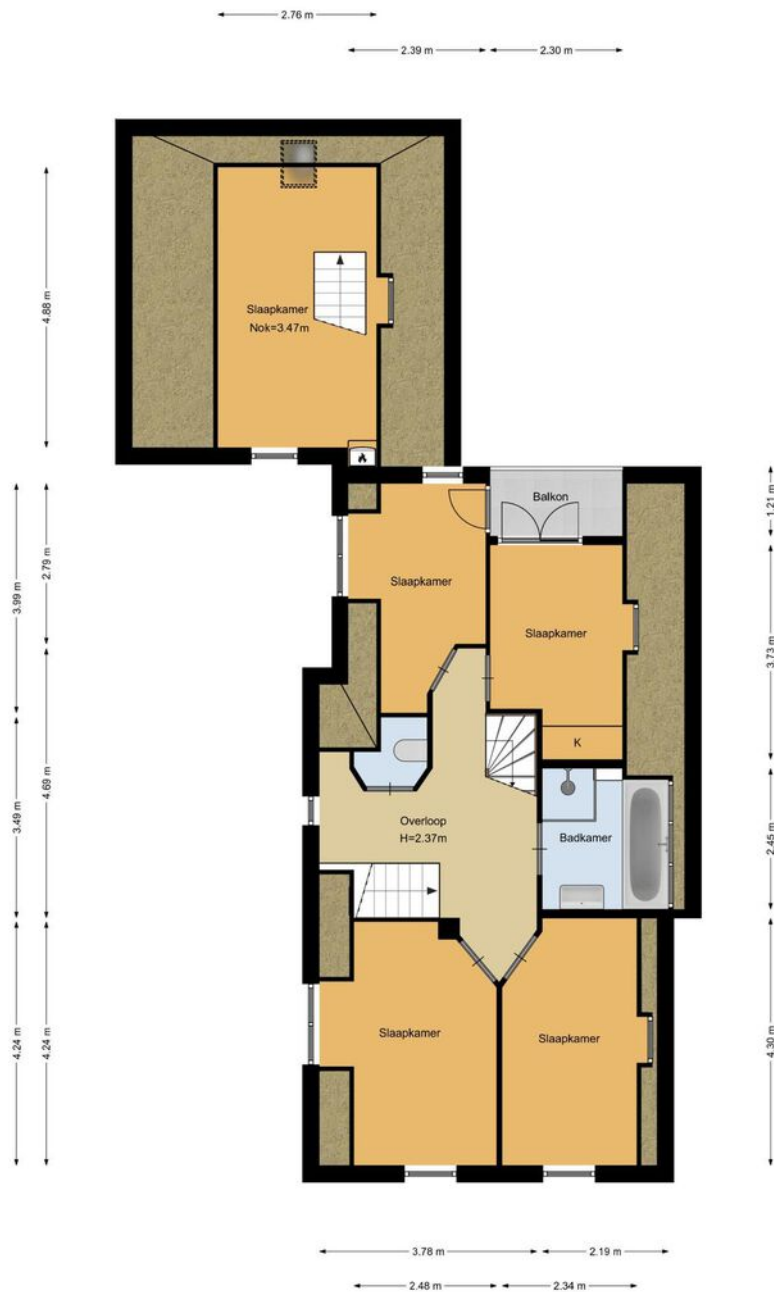 2.76 m
2.39 m
2.30 m
4.88 m
Slaapkamer
Nok=3.47m
1.21 m
Balkon
2.79 m
3.99 m
Slaapkamer
Slaapkamer
3.73 m
K
4.69 m
3.49 m
Overloop
H=2.37m
Badkamer
2.45 m
4.24 m
4.24 m
Slaapkamer
Slaapkamer
4.30 m
3.78 m
2.19 m
2.48 m
2.34 m